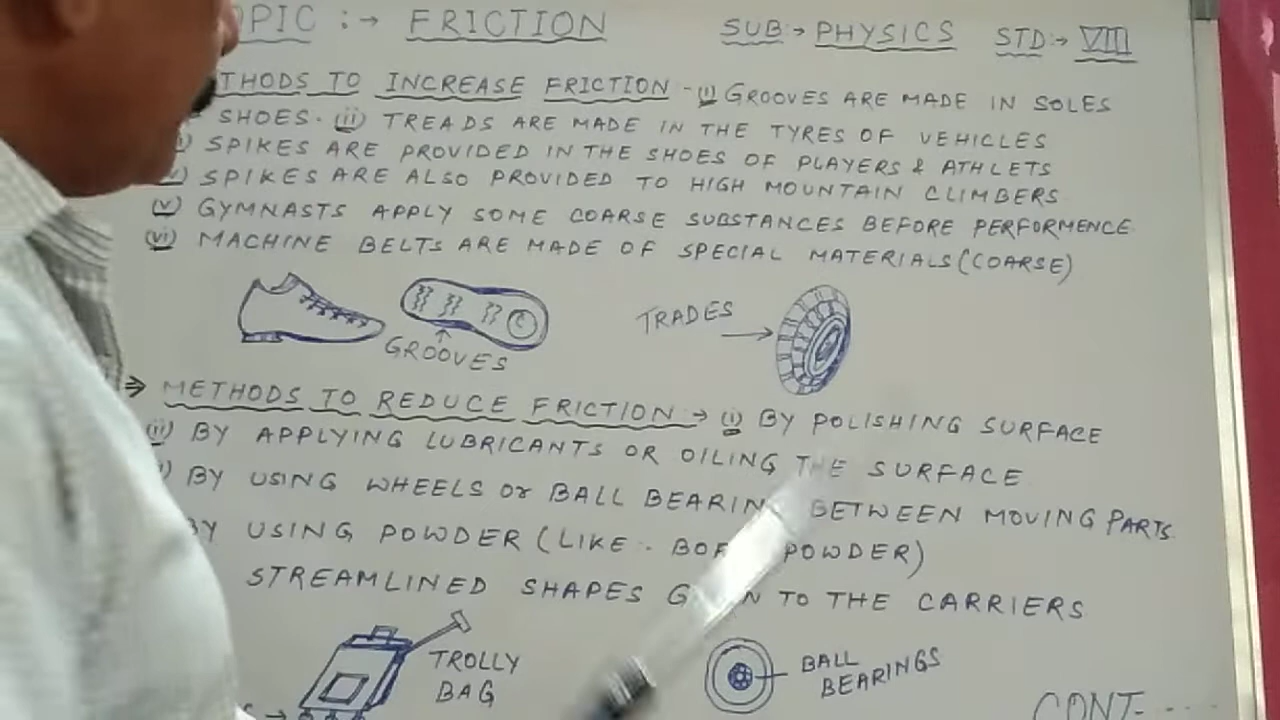 OPIC :→ FRICTION SUB:→ PHYSICS STD:→ VIII
THODS TO INCREASE FRICTION - (i) GROOVES ARE MADE IN SOLES
SHOES. (ii) TREADS ARE MADE IN THE TYRES OF VEHICLES
SPIKES ARE PROVIDED IN THE SHOES OF PLAYERS & ATHLETS
SPIKES ARE ALSO PROVIDED TO HIGH MOUNTAIN CLIMBERS
(v) GYMNASTS APPLY SOME COARSE SUBSTANCES BEFORE PERFORMENCE
(vi) MACHINE BELTS ARE MADE OF SPECIAL MATERIALS (COARSE)
GROOVES
TRADES →
⇒ METHODS TO REDUCE FRICTION → (i) BY POLISHING SURFACE
(ii) BY APPLYING LUBRICANTS OR OILING THE SURFACE
BY USING WHEELS Or BALL BEARIN BETWEEN MOVING PARTS
BY USING POWDER (LIKE . BO POWDER)
STREAMLINED SHAPES G N TO THE CARRIERS
TROLLY
BAG
BALL
BEARINGS
CONT-....